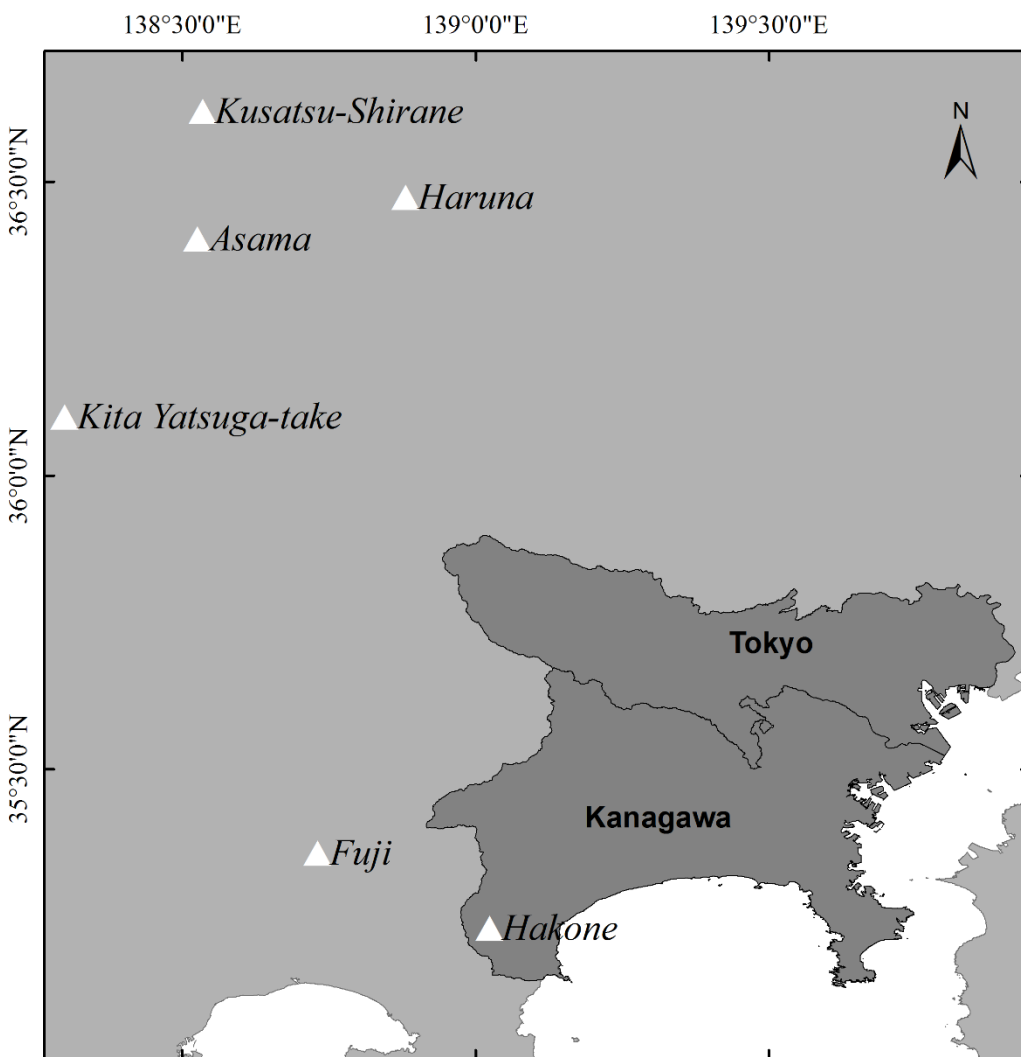 138°30'0"E
139°0'0"E
139°30'0"E
Kusatsu-Shirane
N
36°30'0"N
Haruna
Asama
Kita Yatsuga-take
36°0'0"N
Tokyo
35°30'0"N
Kanagawa
Fuji
Hakone